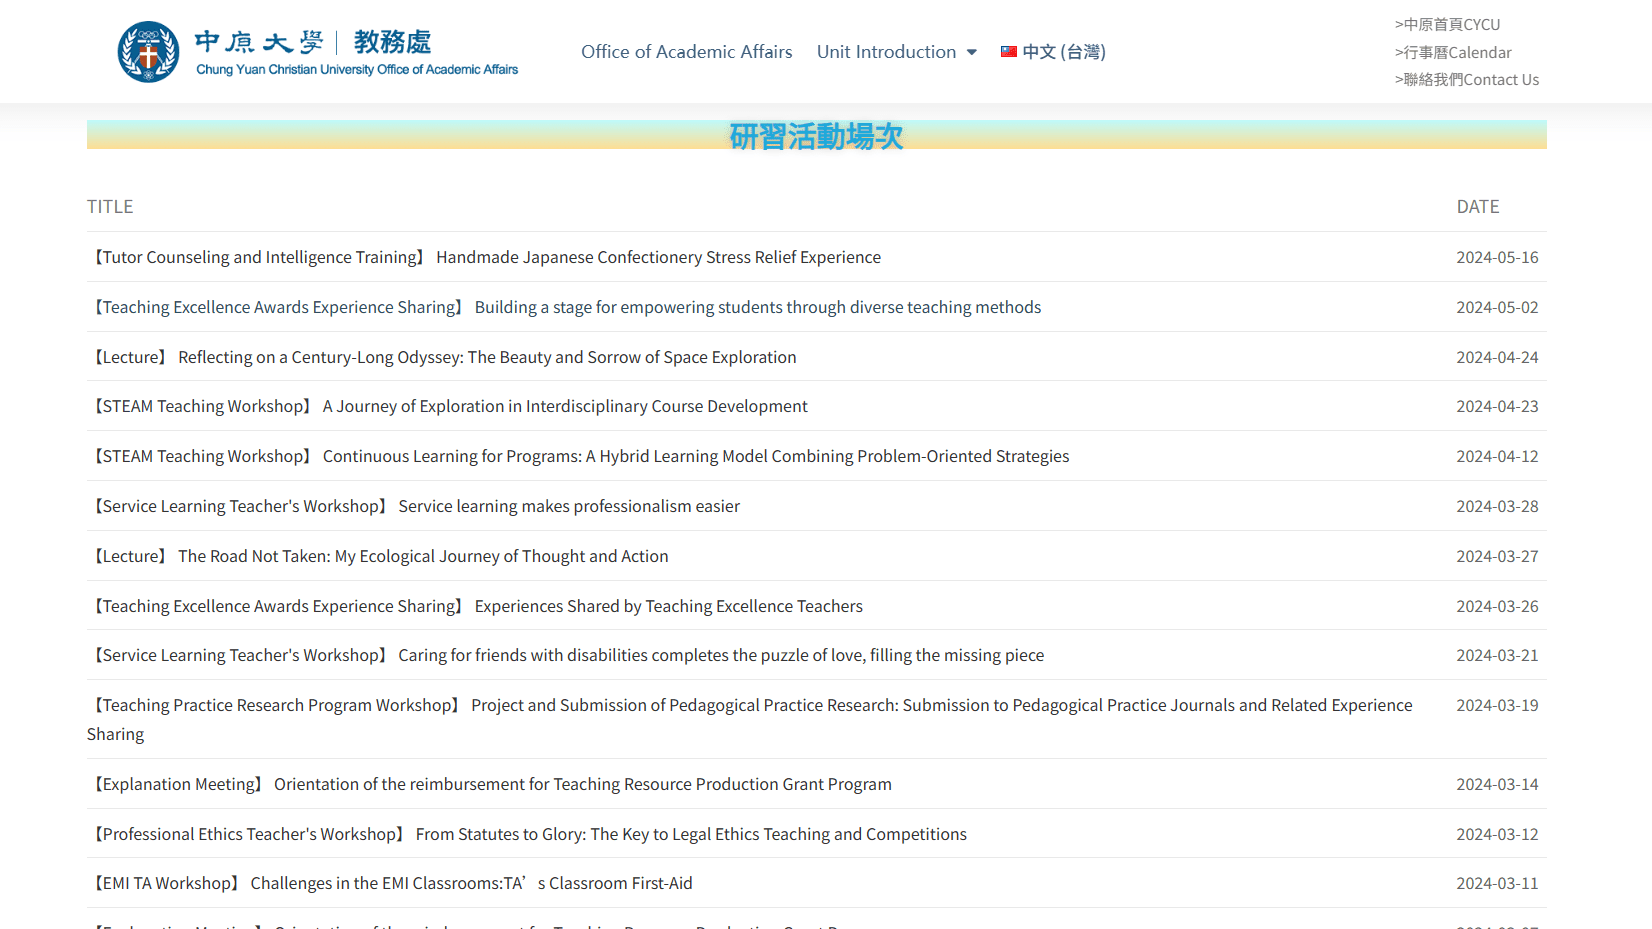 中原大學 | 教務處
Chung Yuan Christian University Office of Academic Affairs
Office of Academic Affairs
Unit Introduction
中文 (台灣)
>中原首頁CYCU
>行事曆Calendar
>聯絡我們Contact Us
研習活動場次
TITLE DATE
【Tutor Counseling and Intelligence Training】 Handmade Japanese Confectionery Stress Relief Experience 2024-05-16
【Teaching Excellence Awards Experience Sharing】 Building a stage for empowering students through diverse teaching methods 2024-05-02
【Lecture】 Reflecting on a Century-Long Odyssey: The Beauty and Sorrow of Space Exploration 2024-04-24
【STEAM Teaching Workshop】 A Journey of Exploration in Interdisciplinary Course Development 2024-04-23
【STEAM Teaching Workshop】 Continuous Learning for Programs: A Hybrid Learning Model Combining Problem-Oriented Strategies 2024-04-12
【Service Learning Teacher's Workshop】 Service learning makes professionalism easier 2024-03-28
【Lecture】 The Road Not Taken: My Ecological Journey of Thought and Action 2024-03-27
【Teaching Excellence Awards Experience Sharing】 Experiences Shared by Teaching Excellence Teachers 2024-03-26
【Service Learning Teacher's Workshop】 Caring for friends with disabilities completes the puzzle of love, filling the missing piece 2024-03-21
【Teaching Practice Research Program Workshop】 Project and Submission of Pedagogical Practice Research: Submission to Pedagogical Practice Journals and Related Experience 2024-03-19
Sharing
【Explanation Meeting】 Orientation of the reimbursement for Teaching Resource Production Grant Program 2024-03-14
【Professional Ethics Teacher's Workshop】 From Statutes to Glory: The Key to Legal Ethics Teaching and Competitions 2024-03-12
【EMI TA Workshop】 Challenges in the EMI Classrooms:TA’s Classroom First-Aid 2024-03-11